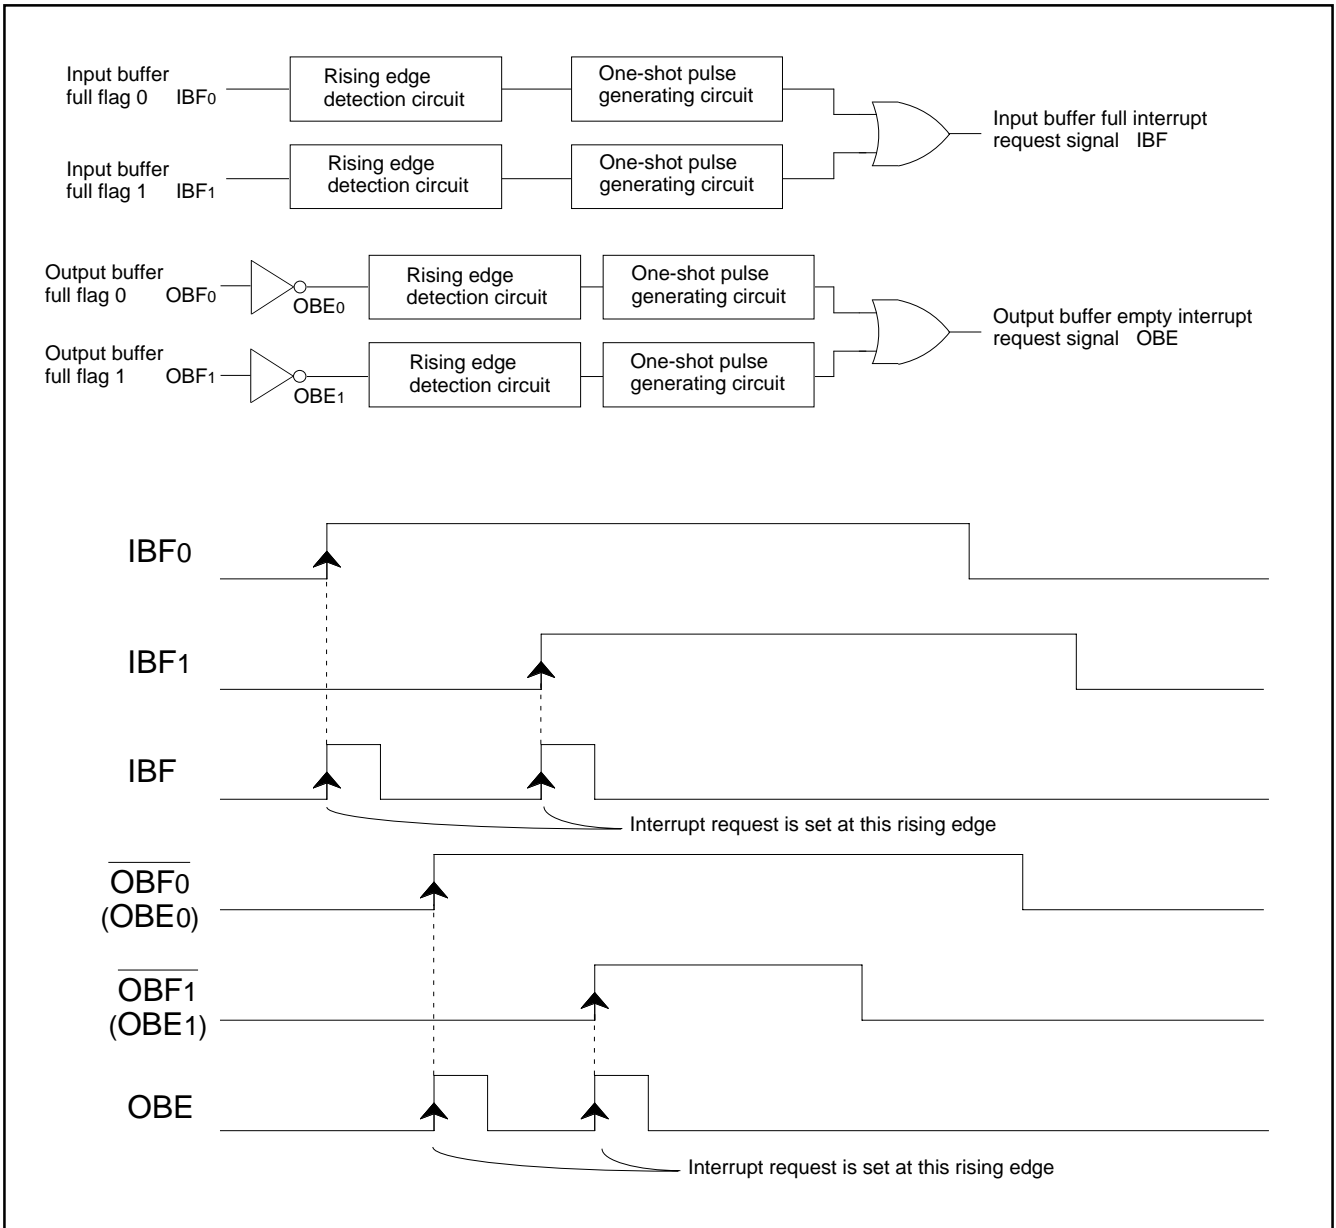 Input buffer
full flag 0 IBF0
Rising edge
detection circuit
One-shot pulse
generating circuit
Input buffer full interrupt
request signal IBF
Input buffer
full flag 1 IBF1
Rising edge
detection circuit
One-shot pulse
generating circuit
Output buffer
full flag 0 OBF0
OBE0
Rising edge
detection circuit
One-shot pulse
generating circuit
Output buffer empty interrupt
request signal OBE
Output buffer
full flag 1 OBF1
OBE1
Rising edge
detection circuit
One-shot pulse
generating circuit
IBF0
IBF1
IBF
Interrupt request is set at this rising edge
OBF0
(OBE0)
OBF1
(OBE1)
OBE
Interrupt request is set at this rising edge